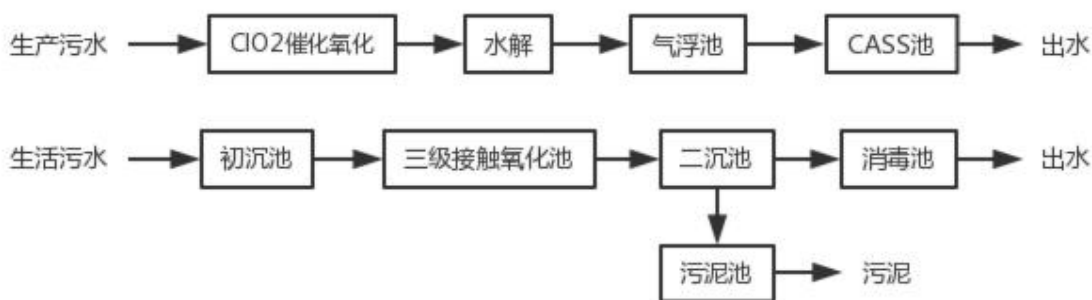 生产污水 ClO2催化氧化 水解 气浮池 CASS池 出水
生活污水 初沉池 三级接触氧化池 二沉池 消毒池 出水
污泥池 污泥